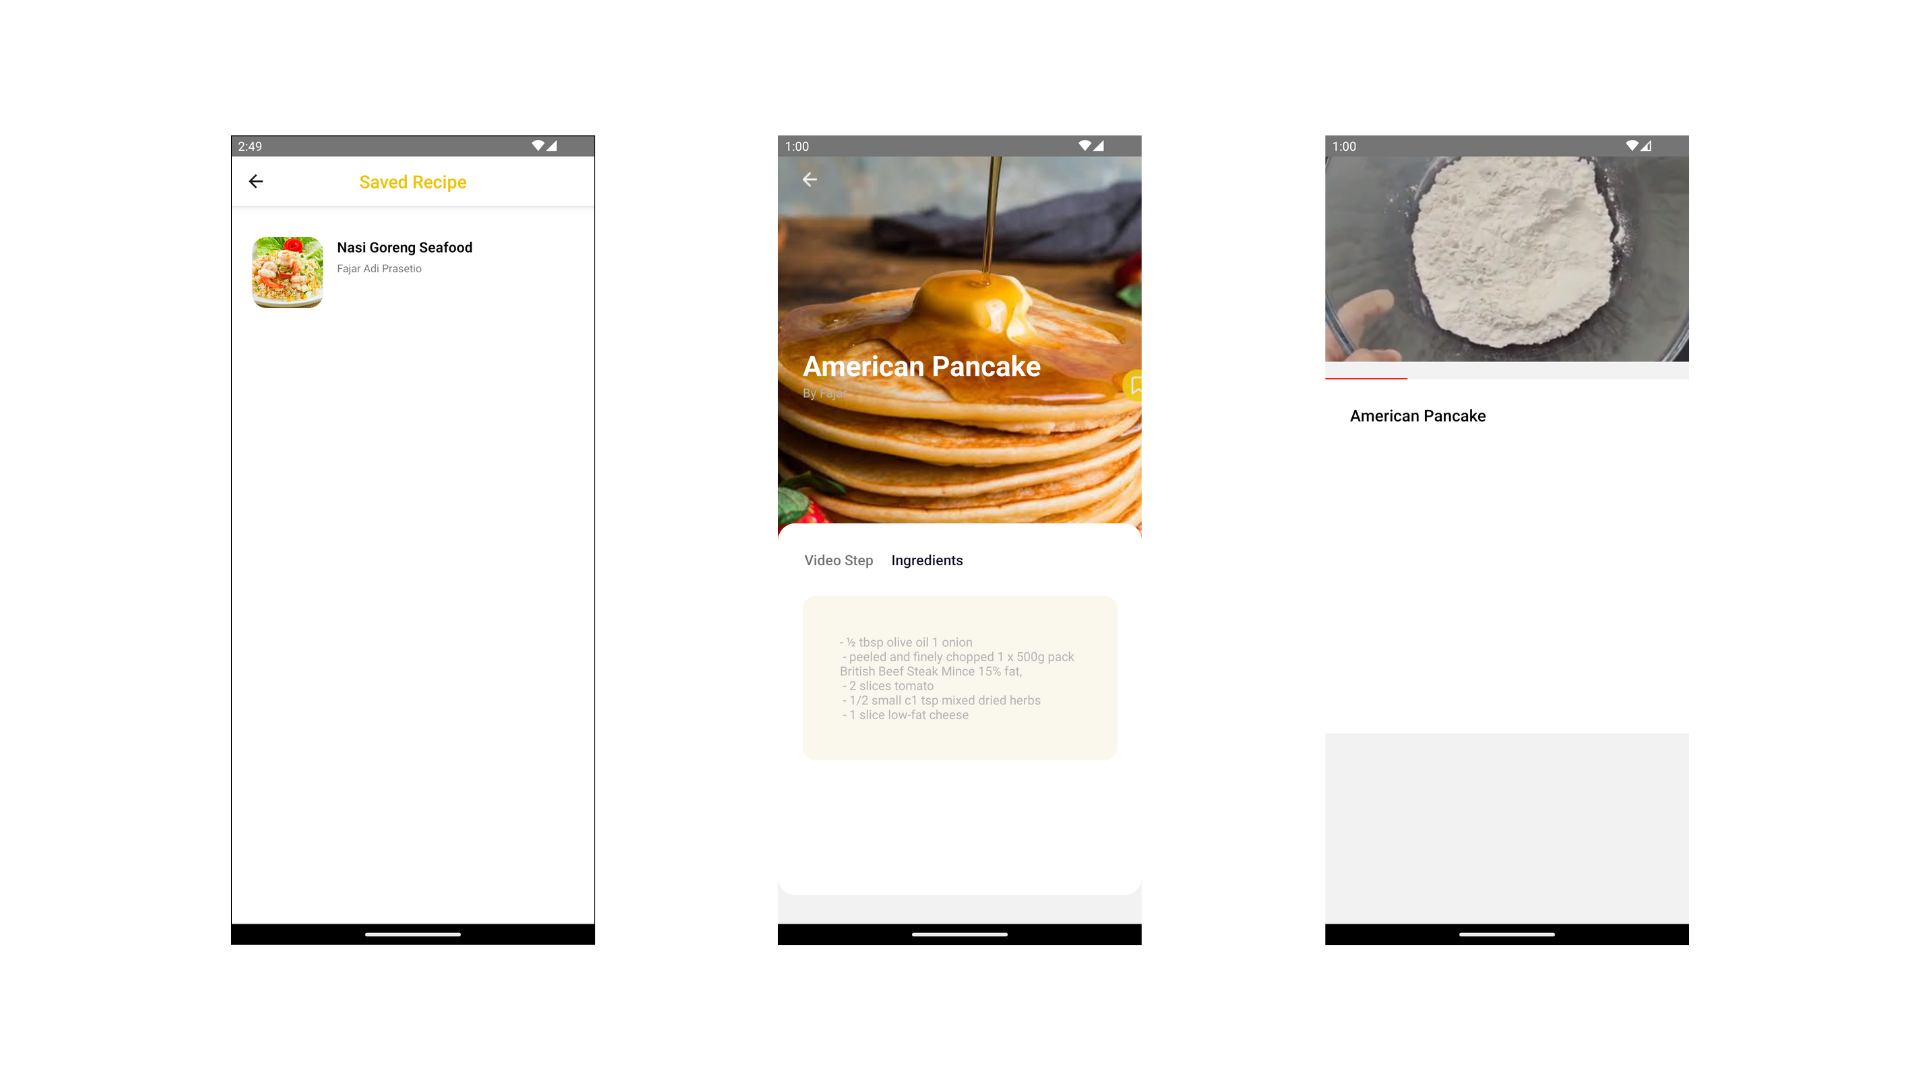 2:49
Saved Recipe
Nasi Goreng Seafood
Fajar Adi Prasetio
1:00
American Pancake
By Fajar
Video Step Ingredients
- ½ tbsp olive oil 1 onion
- peeled and finely chopped 1 x 500g pack
British Beef Steak Mince 15% fat,
- 2 slices tomato
- 1/2 small c1 tsp mixed dried herbs
- 1 slice low-fat cheese
1:00
American Pancake